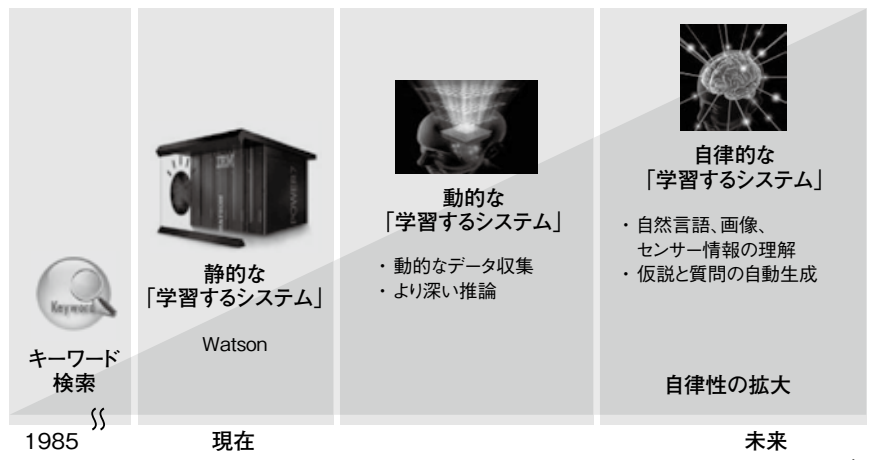 Keyword
キーワード
検索
IBM
WATSON
POWER7
静的な
「学習するシステム」
Watson
動的な
「学習するシステム」
・動的なデータ収集
・より深い推論
自律的な
「学習するシステム」
・自然言語、画像、
センサー情報の理解
・仮説と質問の自動生成
自律性の拡大
1985
現在
未来